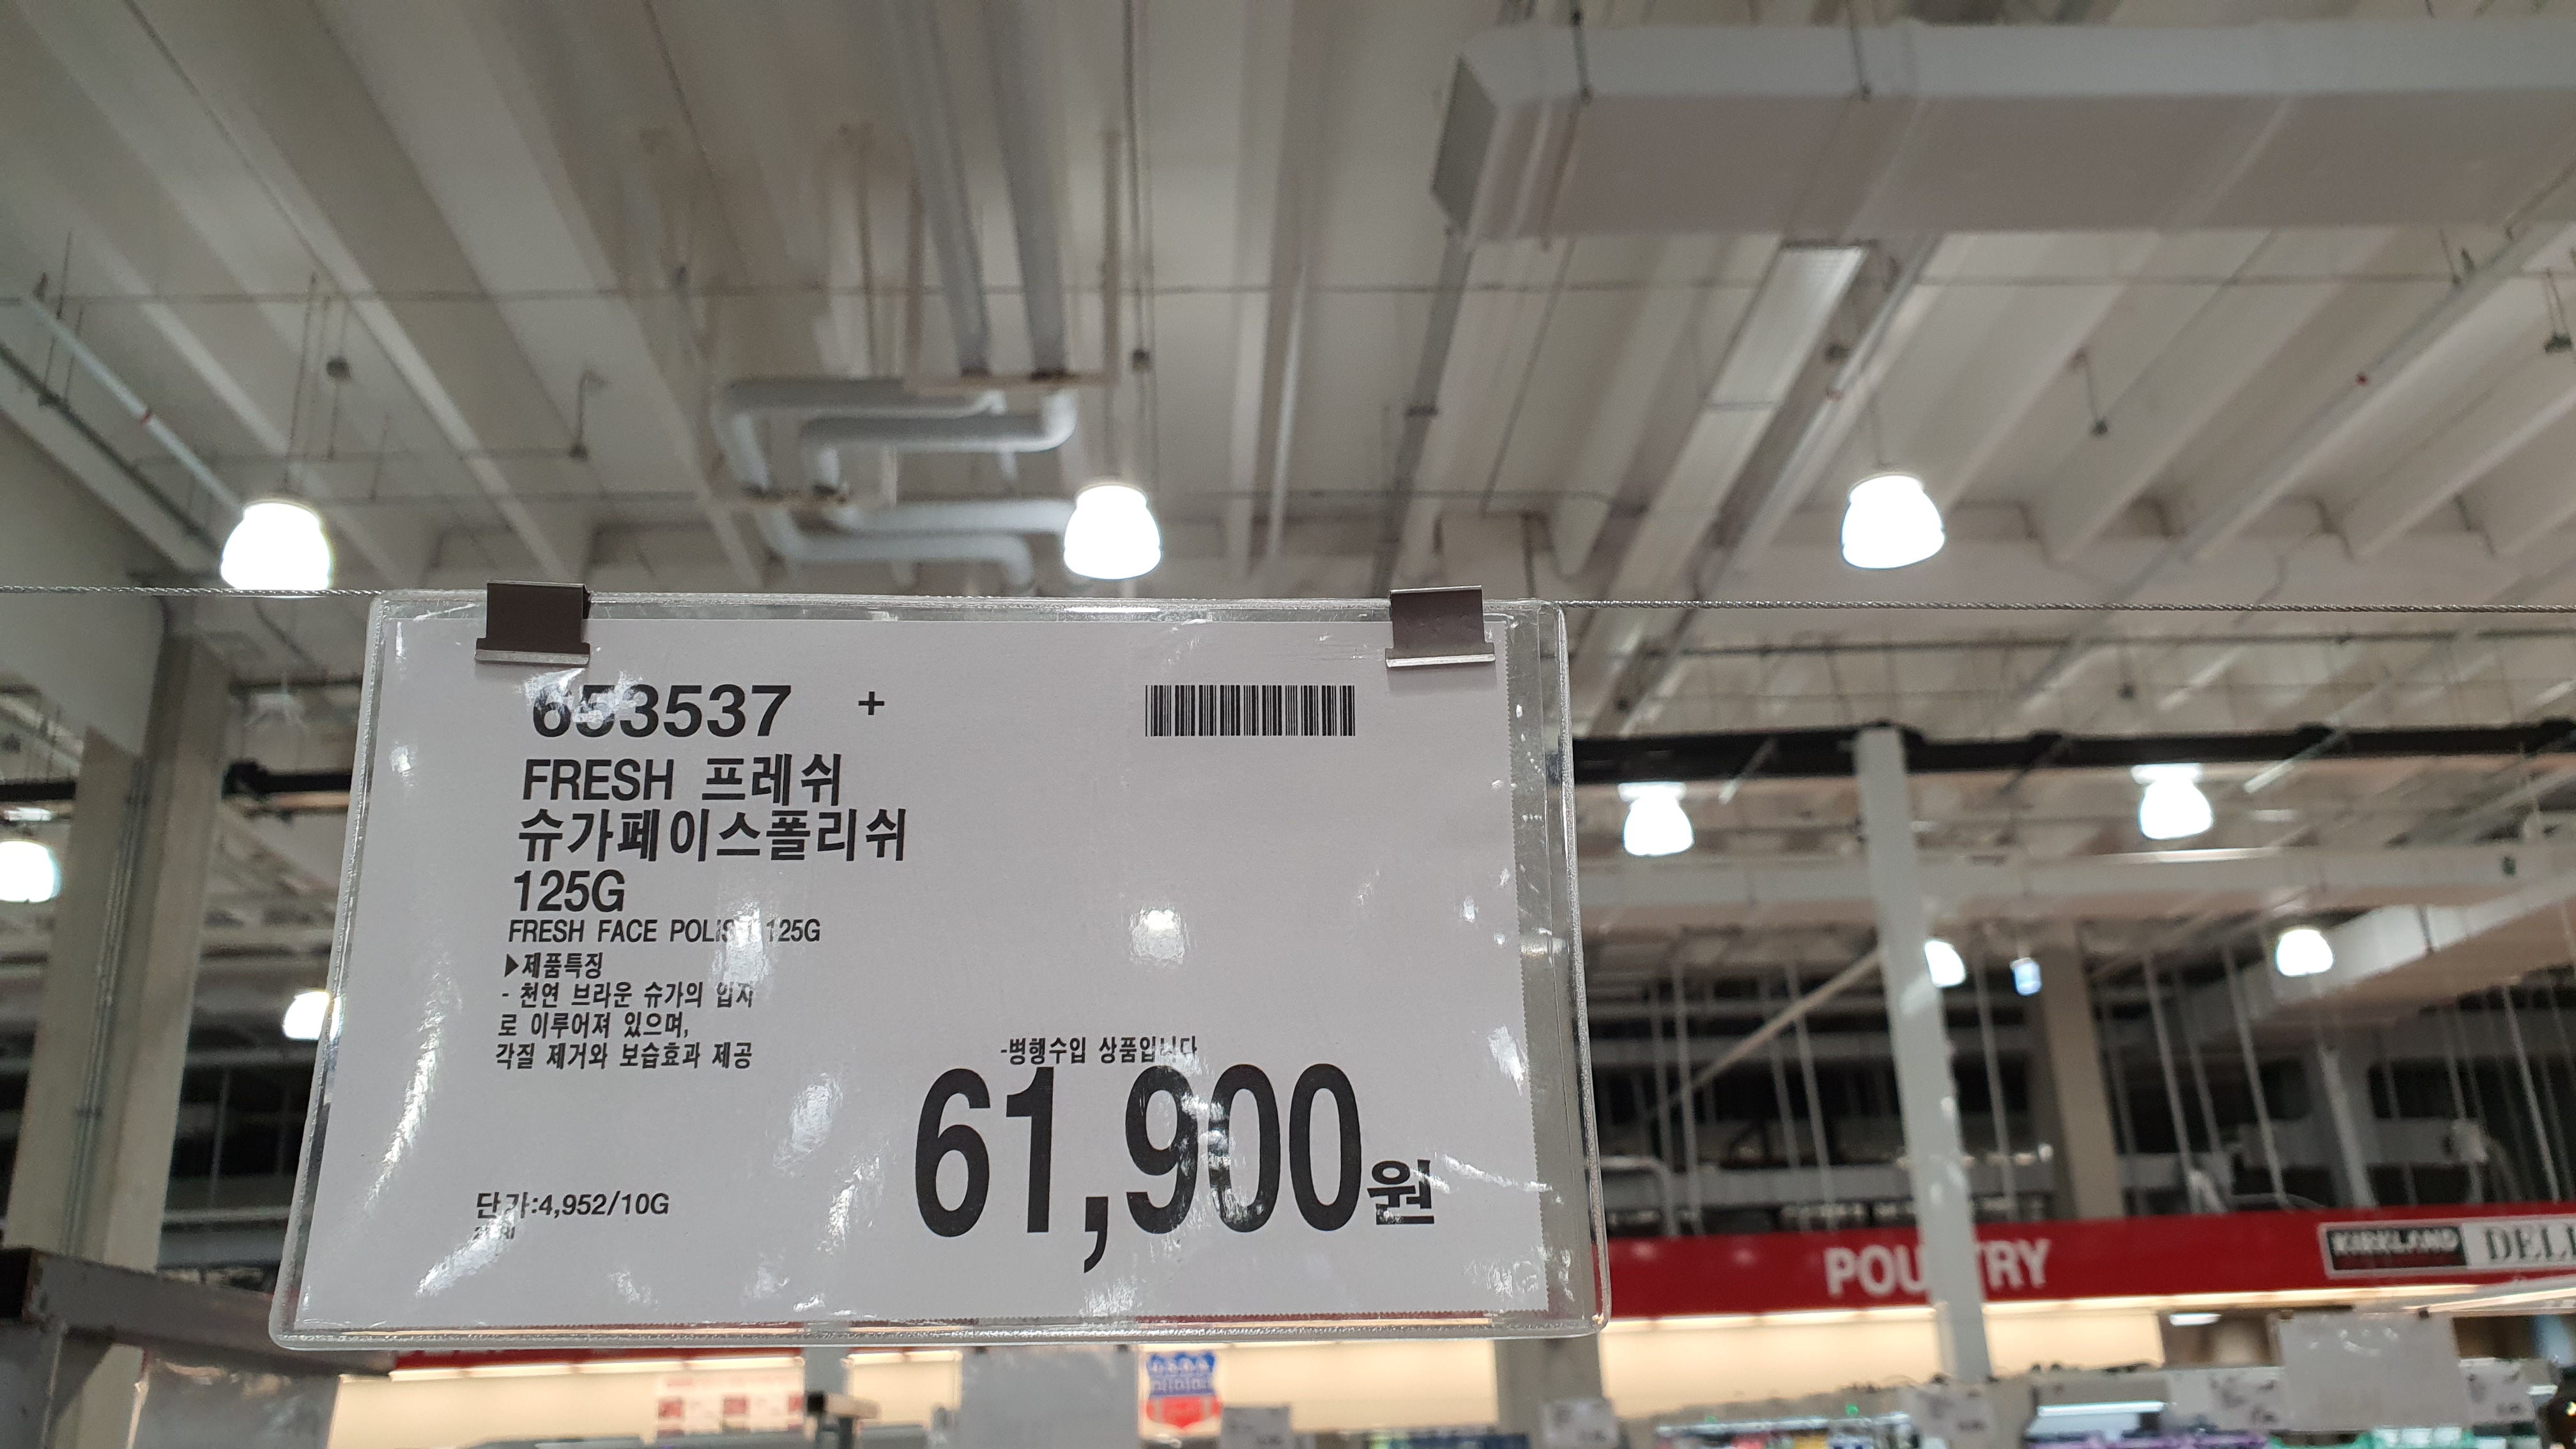 653537 +
FRESH 프레쉬
슈가페이스폴리쉬
125G
FRESH FACE POLISH 125G
▶제품특징
- 천연 브라운 슈가의 입자
로 이루어져 있으며,
각질 제거와 보습효과 제공
-병행수입 상품입니다
61,900원
단가:4,952/10G
POULTRY
KIRKLAND DELI